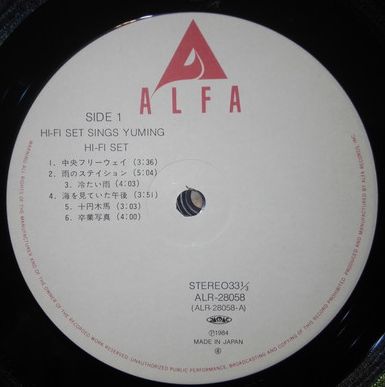 ALFA
SIDE 1
HI-FI SET SINGS YUMING
HI-FI SET
1. 中央フリーウェイ (3:36)
2. 雨のステイション (5:04)
3. 冷たい雨 (4:03)
4. 海を見ていた午後 (3:51)
5. 十円木馬 (3:03)
6. 卒業写真 (4:00)
STEREO33⅓
ALR-28058
(ALR-28058-A)
JASRAC
Ⓟ1984
MADE IN JAPAN